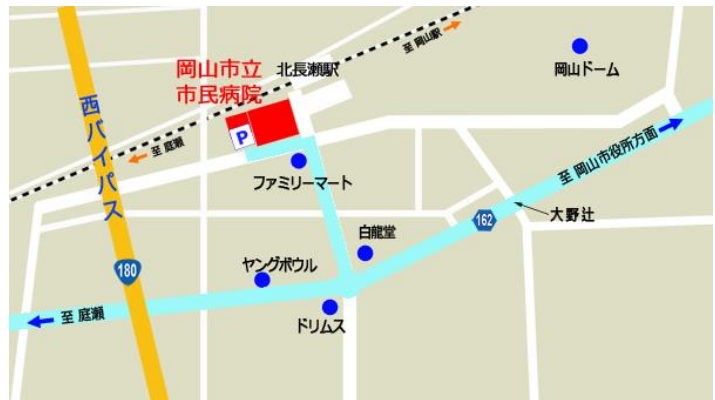 至 岡山駅
岡山市立
市民病院
北長瀬駅
岡山ドーム
P
西バイパス
至 庭瀬
ファミリーマート
至 岡山市役所方面
大野辻
162
白龍堂
ヤングボウル
180
至 庭瀬
ドリムス